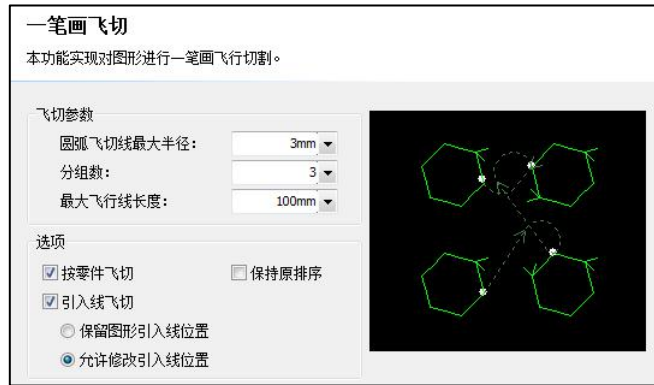 一笔画飞切
本功能实现对图形进行一笔画飞行切割。
飞切参数
圆弧飞切线最大半径： 3mm
分组数： 3
最大飞行线长度： 100mm
选项
按零件飞切 保持原排序
引入线飞切
保留图形引入线位置
允许修改引入线位置